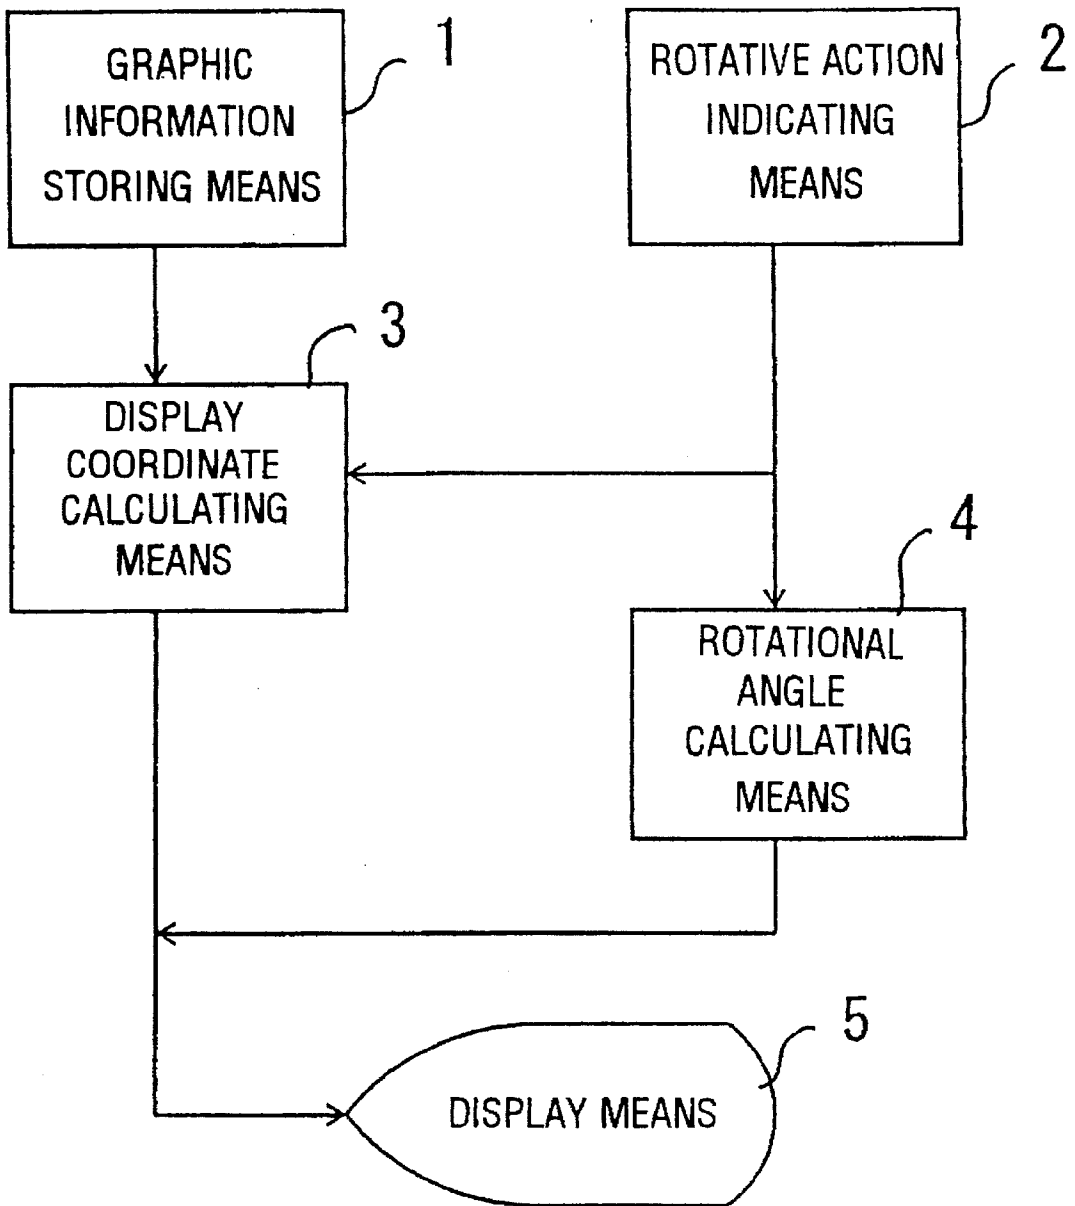 GRAPHIC
INFORMATION
STORING MEANS
1
ROTATIVE ACTION
INDICATING
MEANS
2
DISPLAY
COORDINATE
CALCULATING
MEANS
3
ROTATIONAL
ANGLE
CALCULATING
MEANS
4
DISPLAY MEANS
5